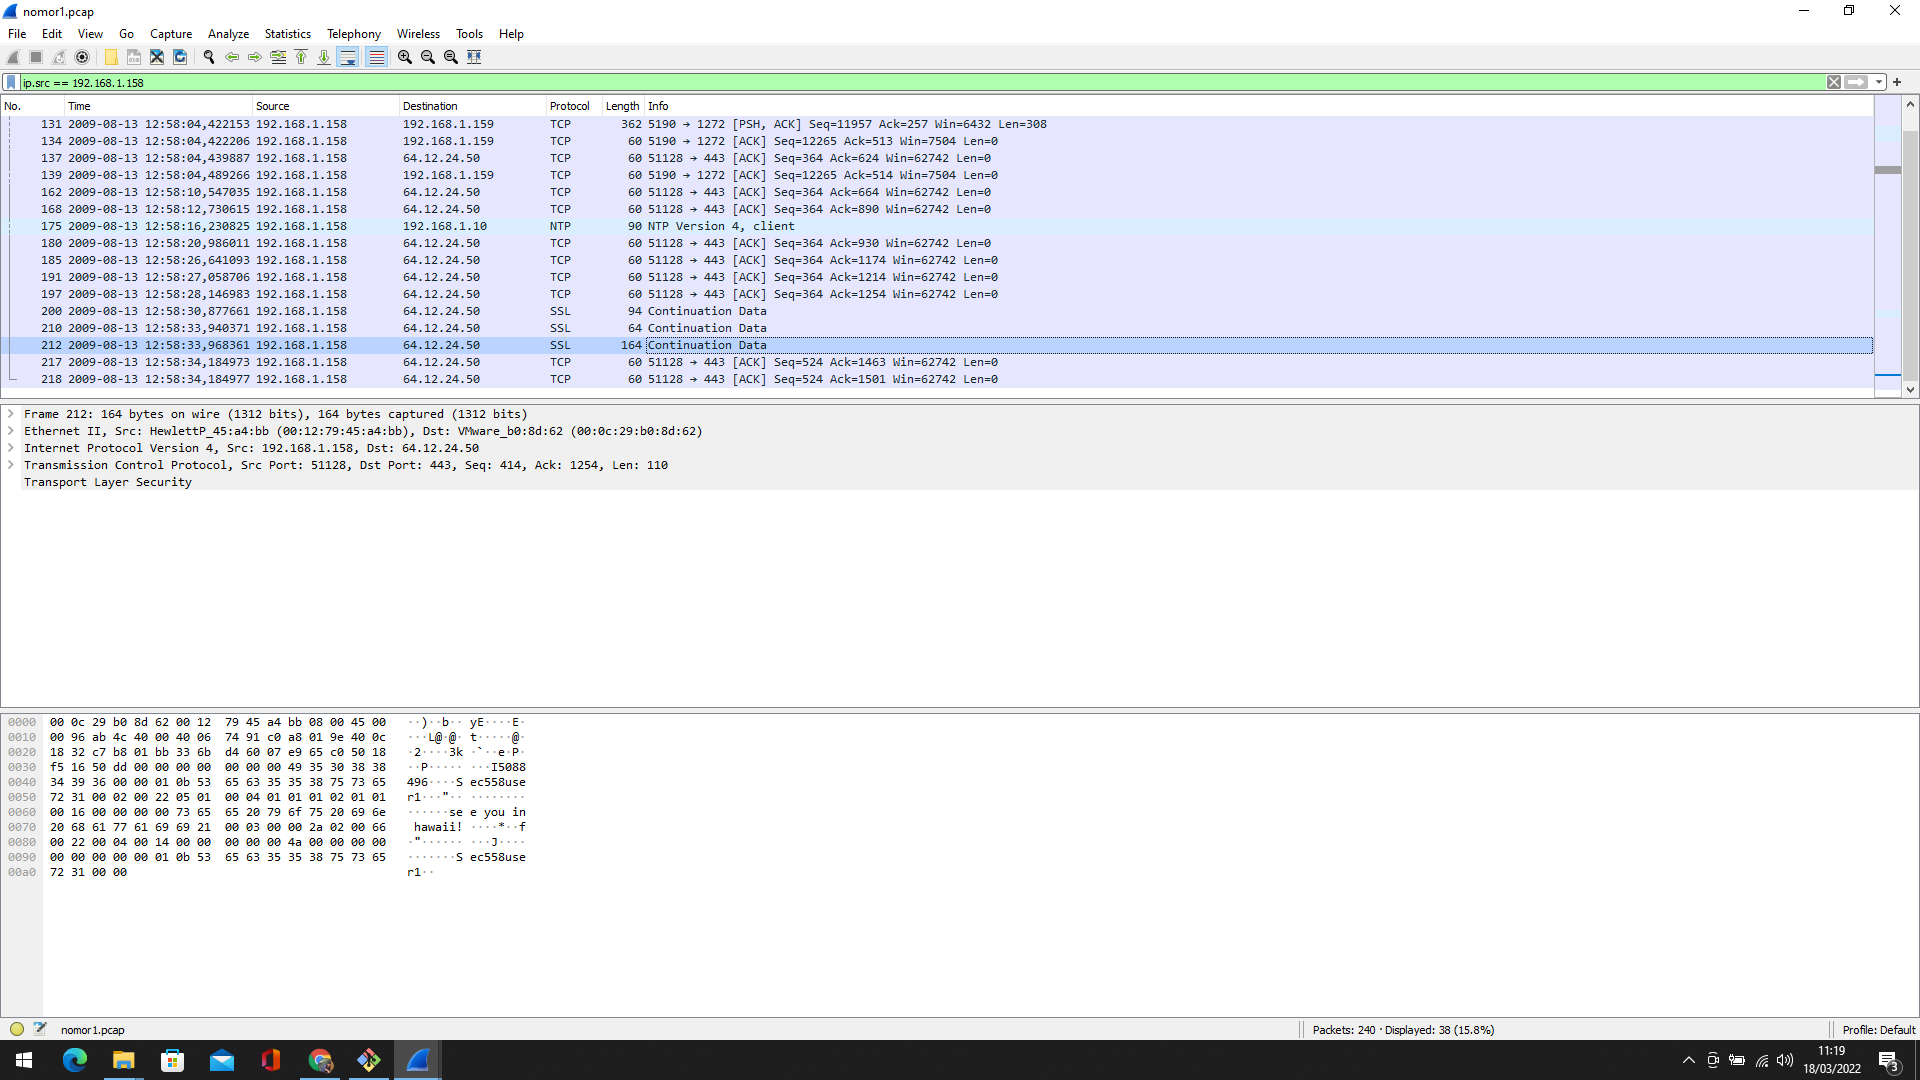 nomor1.pcap
File Edit View Go Capture Analyze Statistics Telephony Wireless Tools Help
ip.src == 192.168.1.158
No. Time Source Destination Protocol Length Info
131 2009-08-13 12:58:04,422153 192.168.1.158 192.168.1.159 TCP 362 5190 → 1272 [PSH, ACK] Seq=11957 Ack=257 Win=6432 Len=308
134 2009-08-13 12:58:04,422206 192.168.1.158 192.168.1.159 TCP 60 5190 → 1272 [ACK] Seq=12265 Ack=513 Win=7504 Len=0
137 2009-08-13 12:58:04,439887 192.168.1.158 64.12.24.50 TCP 60 51128 → 443 [ACK] Seq=364 Ack=624 Win=62742 Len=0
139 2009-08-13 12:58:04,489266 192.168.1.158 192.168.1.159 TCP 60 5190 → 1272 [ACK] Seq=12265 Ack=514 Win=7504 Len=0
162 2009-08-13 12:58:10,547035 192.168.1.158 64.12.24.50 TCP 60 51128 → 443 [ACK] Seq=364 Ack=664 Win=62742 Len=0
168 2009-08-13 12:58:12,730615 192.168.1.158 64.12.24.50 TCP 60 51128 → 443 [ACK] Seq=364 Ack=890 Win=62742 Len=0
175 2009-08-13 12:58:16,230825 192.168.1.158 192.168.1.10 NTP 90 NTP Version 4, client
180 2009-08-13 12:58:20,986011 192.168.1.158 64.12.24.50 TCP 60 51128 → 443 [ACK] Seq=364 Ack=930 Win=62742 Len=0
185 2009-08-13 12:58:26,641093 192.168.1.158 64.12.24.50 TCP 60 51128 → 443 [ACK] Seq=364 Ack=1174 Win=62742 Len=0
191 2009-08-13 12:58:27,058706 192.168.1.158 64.12.24.50 TCP 60 51128 → 443 [ACK] Seq=364 Ack=1214 Win=62742 Len=0
197 2009-08-13 12:58:28,146983 192.168.1.158 64.12.24.50 TCP 60 51128 → 443 [ACK] Seq=364 Ack=1254 Win=62742 Len=0
200 2009-08-13 12:58:30,877661 192.168.1.158 64.12.24.50 SSL 94 Continuation Data
210 2009-08-13 12:58:33,940371 192.168.1.158 64.12.24.50 SSL 64 Continuation Data
212 2009-08-13 12:58:33,968361 192.168.1.158 64.12.24.50 SSL 164 Continuation Data
217 2009-08-13 12:58:34,184973 192.168.1.158 64.12.24.50 TCP 60 51128 → 443 [ACK] Seq=524 Ack=1463 Win=62742 Len=0
218 2009-08-13 12:58:34,184977 192.168.1.158 64.12.24.50 TCP 60 51128 → 443 [ACK] Seq=524 Ack=1501 Win=62742 Len=0
Frame 212: 164 bytes on wire (1312 bits), 164 bytes captured (1312 bits)
Ethernet II, Src: HewlettP_45:a4:bb (00:12:79:45:a4:bb), Dst: VMware_b0:8d:62 (00:0c:29:b0:8d:62)
Internet Protocol Version 4, Src: 192.168.1.158, Dst: 64.12.24.50
Transmission Control Protocol, Src Port: 51128, Dst Port: 443, Seq: 414, Ack: 1254, Len: 110
Transport Layer Security
0000 00 0c 29 b0 8d 62 00 12 79 45 a4 bb 08 00 45 00 ··)··b·· yE····E·
0010 00 96 ab 4c 40 00 40 06 74 91 c0 a8 01 9e 40 0c ···L@·@· t·····@·
0020 18 32 c7 b8 01 bb 33 6b d4 60 07 e9 65 c0 50 18 ·2····3k ·`··e·P·
0030 f5 16 50 dd 00 00 00 00 00 00 00 49 35 30 38 38 ··P····· ···I5088
0040 34 39 36 00 00 01 0b 53 65 63 35 35 38 75 73 65 496····S ec558use
0050 72 31 00 02 00 22 05 01 00 04 01 01 01 02 01 01 r1···"·· ········
0060 00 16 00 00 00 00 73 65 65 20 79 6f 75 20 69 6e ······se e you in
0070 20 68 61 77 61 69 69 21 00 03 00 00 2a 02 00 66  hawaii! ····*··f
0080 00 22 00 04 00 14 00 00 00 00 00 4a 00 00 00 00 ·"······ ···J····
0090 00 00 00 00 00 01 0b 53 65 63 35 35 38 75 73 65 ·······S ec558use
00a0 72 31 00 00 r1··
nomor1.pcap Packets: 240 · Displayed: 38 (15.8%) Profile: Default
11:19
18/03/2022
3